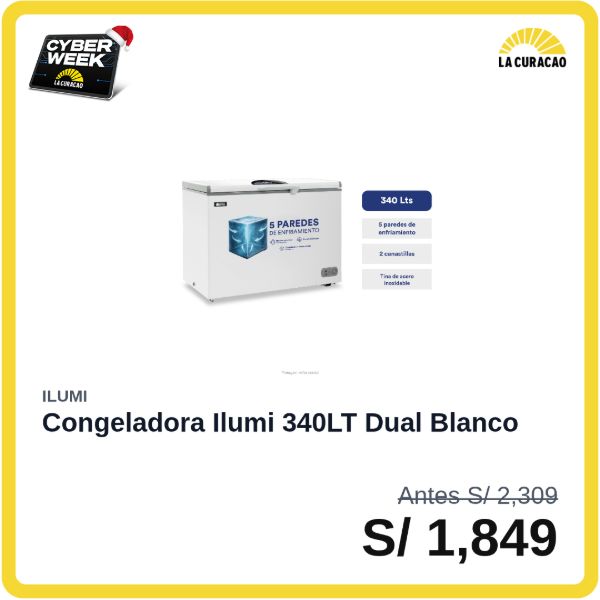 CYBER
WEEK
LA CURACAO
LA CURACAO
5 PAREDES
DE ENFRIAMIENTO
340 Lts
5 paredes de
enfriamiento
2 canastillas
Tina de acero
inoxidable
ILUMI
Congeladora Ilumi 340LT Dual Blanco
Antes S/ 2,309
S/ 1,849